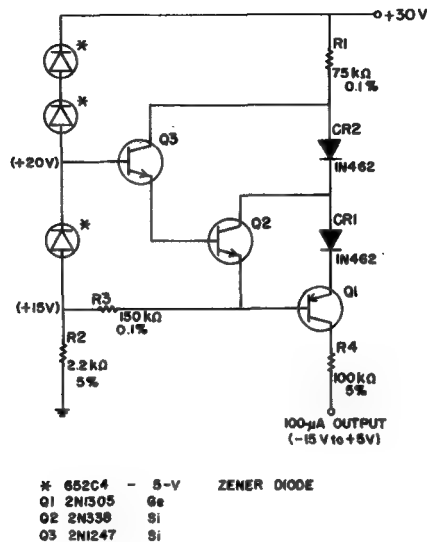 +30V
*
R1
75kΩ
0.1%
*
Q3
CR2
1N462
(+20V)
*
Q2
CR1
1N462
Q1
(+15V)
R3
150kΩ
0.1%
R2
2.2kΩ
5%
R4
100kΩ
5%
100-μA OUTPUT
(-15V to +5V)
* 652C4 - 5-V ZENER DIODE
Q1 2N1305 Ge
Q2 2N338 Si
Q3 2N1247 Si